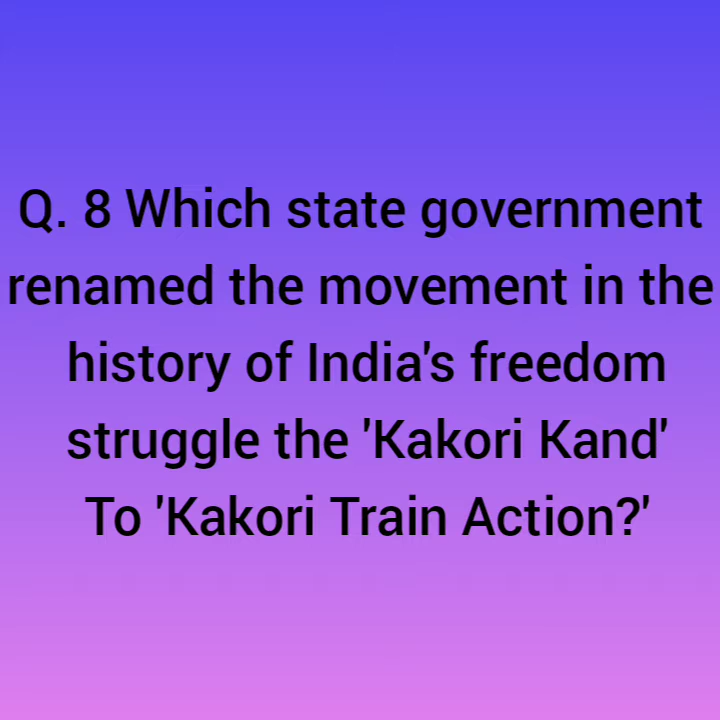 Q. 8 Which state government
renamed the movement in the
history of India's freedom
struggle the 'Kakori Kand'
To 'Kakori Train Action?'